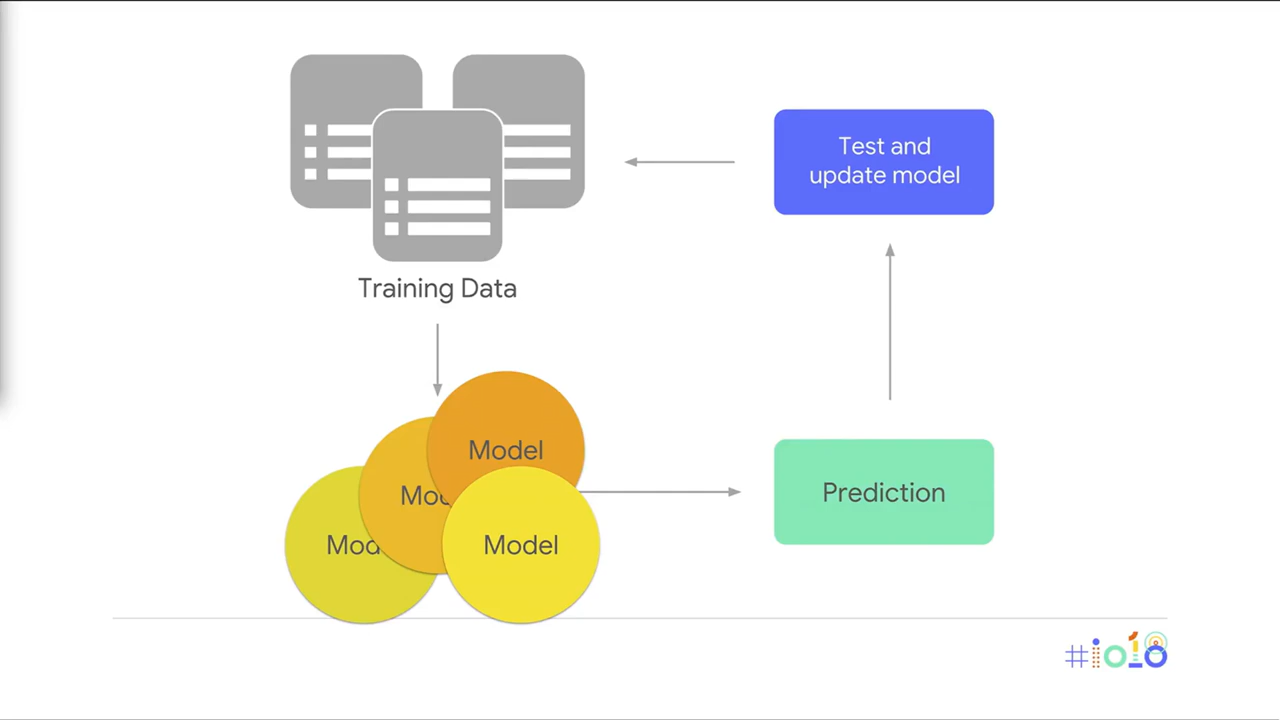 Test and
update model
Training Data
Model
Model
Prediction
#io18